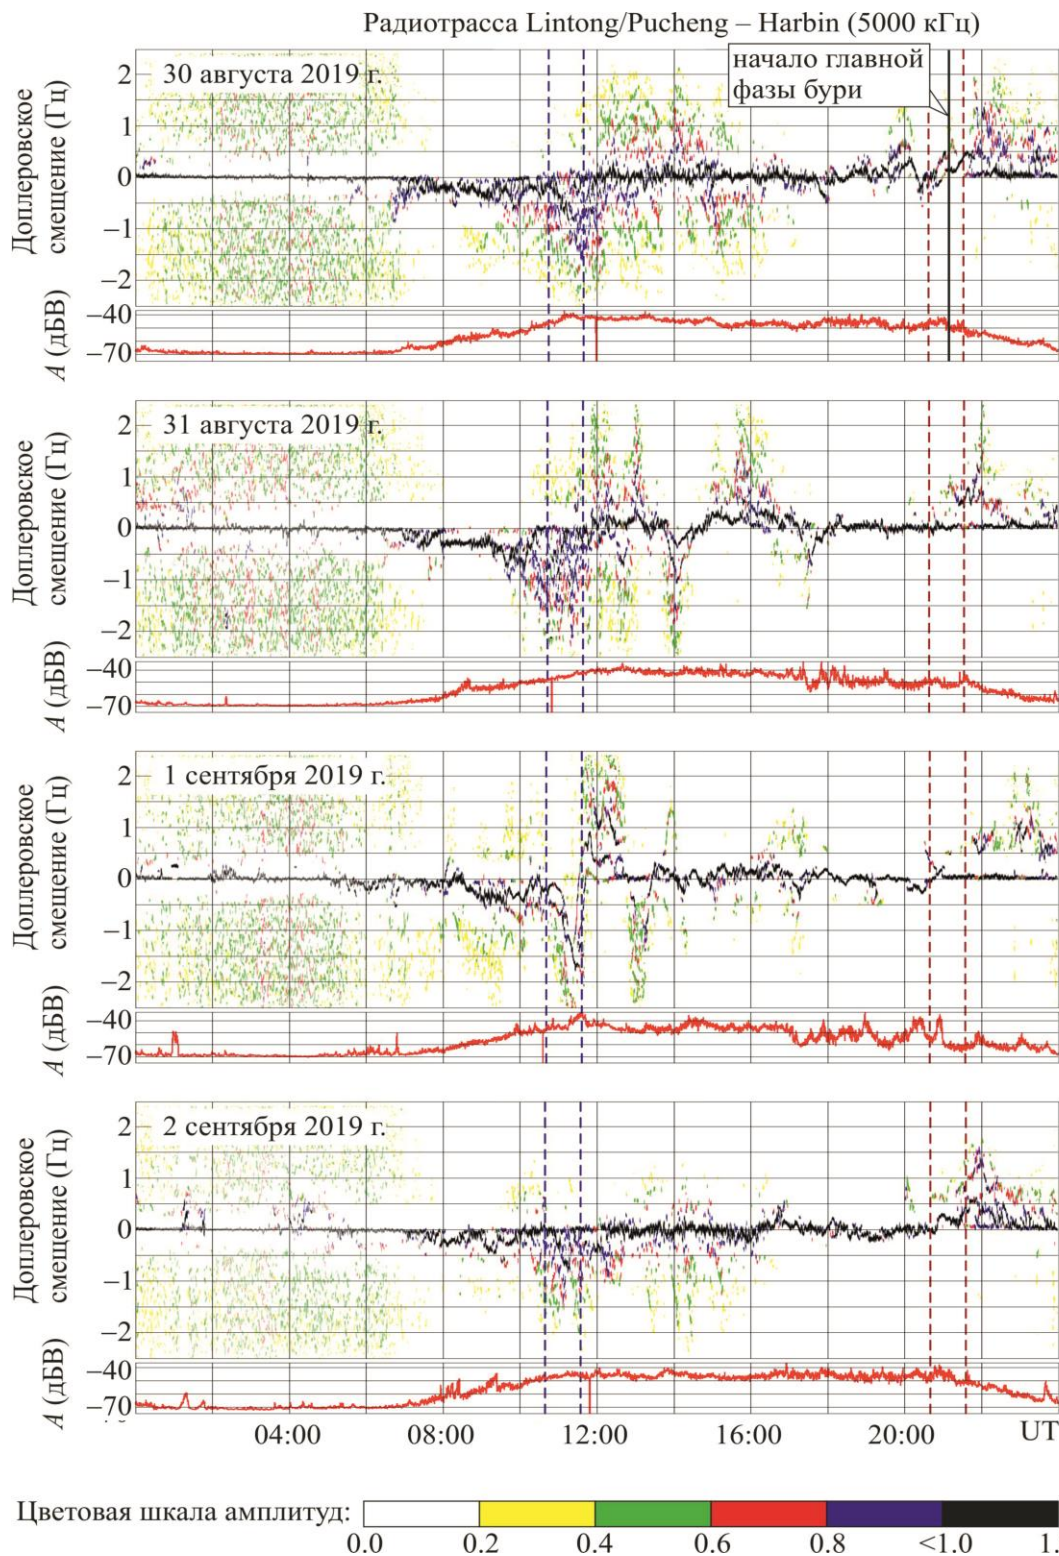 Радиотрасса Lintong/Pucheng – Harbin (5000 кГц)
начало главной
фазы бури
30 августа 2019 г.
Доплеровское
смещение (Гц)
2
1
0
−1
−2
A (дБВ)
−40
−70
31 августа 2019 г.
Доплеровское
смещение (Гц)
2
1
0
−1
−2
A (дБВ)
−40
−70
1 сентября 2019 г.
Доплеровское
смещение (Гц)
2
1
0
−1
−2
A (дБВ)
−40
−70
2 сентября 2019 г.
Доплеровское
смещение (Гц)
2
1
0
−1
−2
A (дБВ)
−40
−70
04:00 08:00 12:00 16:00 20:00 UT
Цветовая шкала амплитуд:
0.0 0.2 0.4 0.6 0.8 <1.0 1.